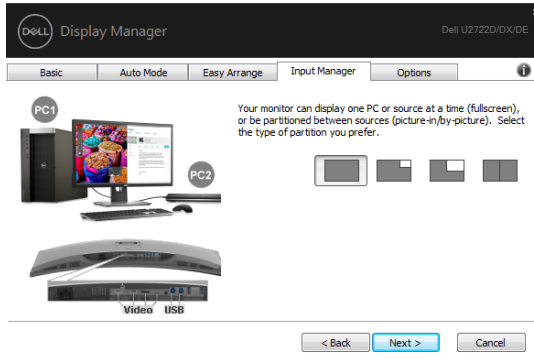 DELL Display Manager
Dell U2722D/DX/DE
Basic Auto Mode Easy Arrange Input Manager Options
PC1
PC2
Your monitor can display one PC or source at a time (fullscreen),
or be partitioned between sources (picture-in/by-picture). Select
the type of partition you prefer.
Video USB
< Back Next > Cancel